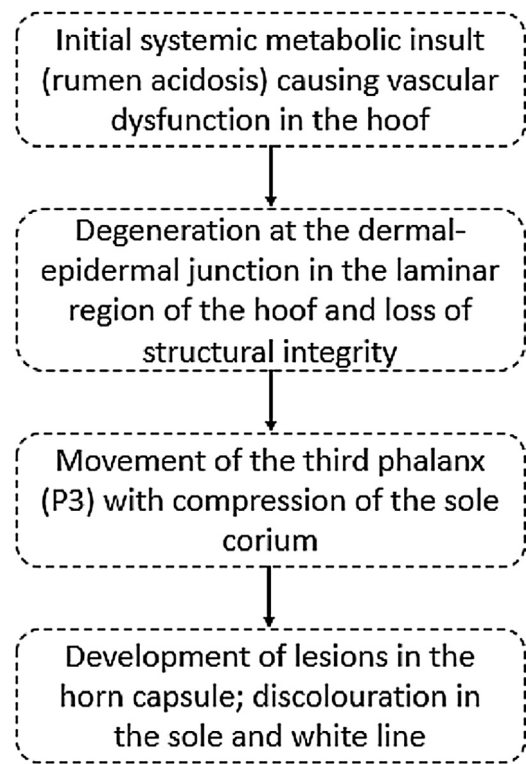 Initial systemic metabolic insult
(rumen acidosis) causing vascular
dysfunction in the hoof
Degeneration at the dermal-
epidermal junction in the laminar
region of the hoof and loss of
structural integrity
Movement of the third phalanx
(P3) with compression of the sole
corium
Development of lesions in the
horn capsule; discolouration in
the sole and white line